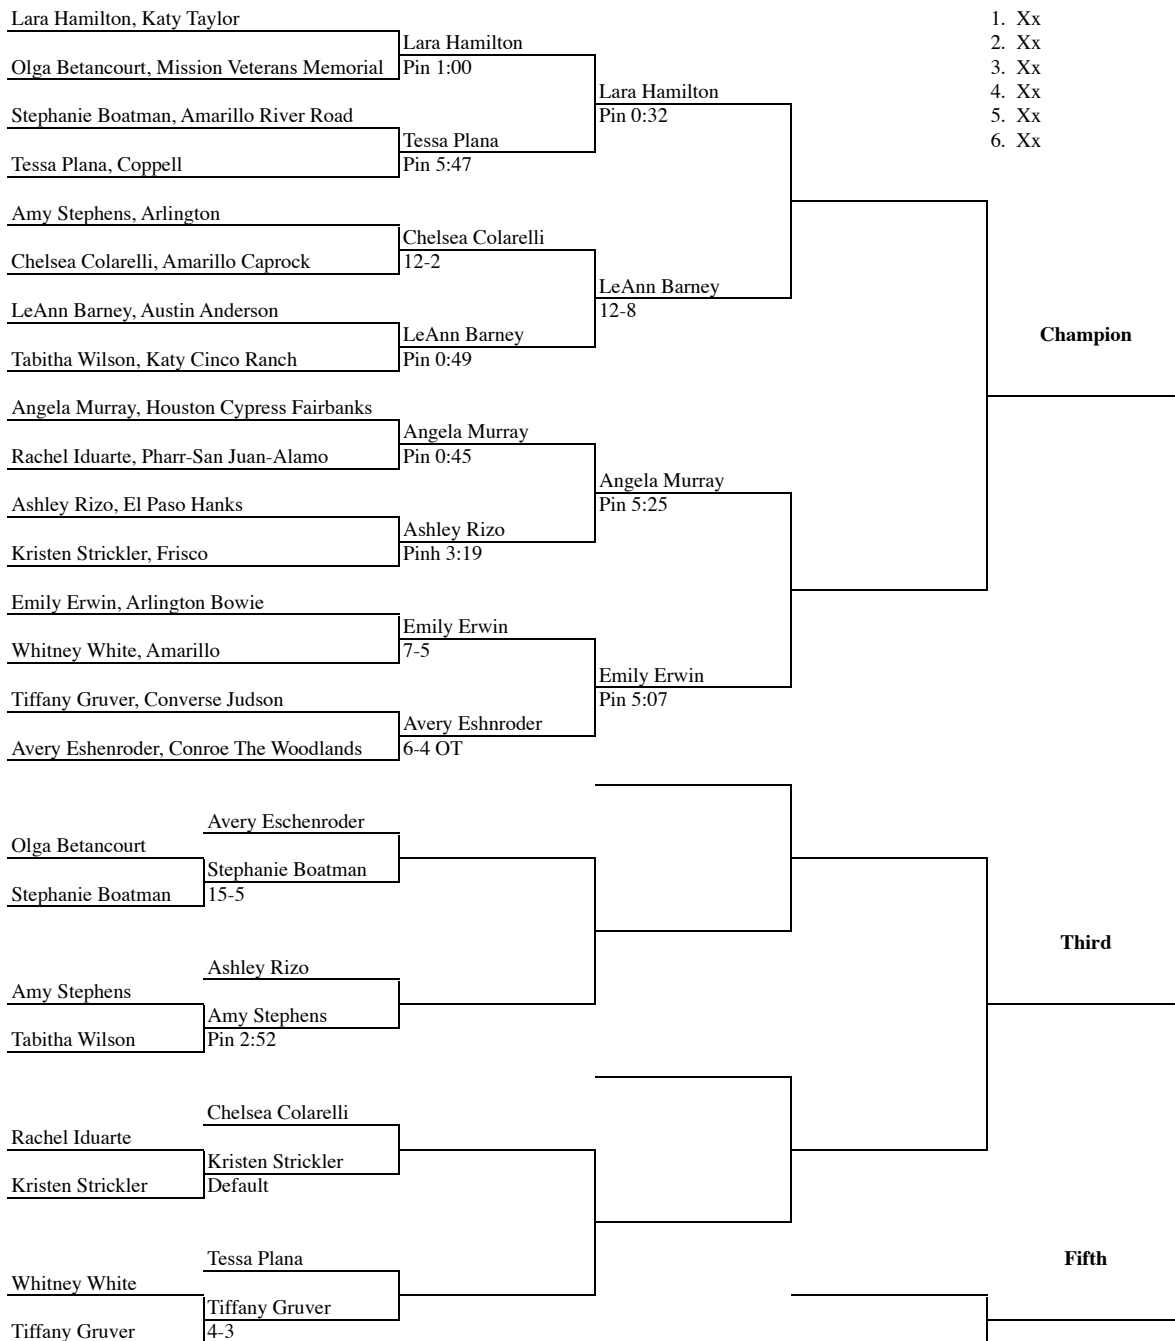 Lara Hamilton, Katy Taylor
1. Xx
Lara Hamilton
2. Xx
Olga Betancourt, Mission Veterans Memorial
Pin 1:00
3. Xx
Lara Hamilton
4. Xx
Stephanie Boatman, Amarillo River Road
Pin 0:32
5. Xx
Tessa Plana
6. Xx
Tessa Plana, Coppell
Pin 5:47
Amy Stephens, Arlington
Chelsea Colarelli
Chelsea Colarelli, Amarillo Caprock
12-2
LeAnn Barney
LeAnn Barney, Austin Anderson
12-8
LeAnn Barney
Champion
Tabitha Wilson, Katy Cinco Ranch
Pin 0:49
Angela Murray, Houston Cypress Fairbanks
Angela Murray
Rachel Iduarte, Pharr-San Juan-Alamo
Pin 0:45
Angela Murray
Ashley Rizo, El Paso Hanks
Pin 5:25
Ashley Rizo
Kristen Strickler, Frisco
Pinh 3:19
Emily Erwin, Arlington Bowie
Emily Erwin
Whitney White, Amarillo
7-5
Emily Erwin
Tiffany Gruver, Converse Judson
Pin 5:07
Avery Eshnroder
Avery Eshenroder, Conroe The Woodlands
6-4 OT
Avery Eschenroder
Olga Betancourt
Stephanie Boatman
Stephanie Boatman
15-5
Third
Ashley Rizo
Amy Stephens
Amy Stephens
Tabitha Wilson
Pin 2:52
Chelsea Colarelli
Rachel Iduarte
Kristen Strickler
Kristen Strickler
Default
Tessa Plana
Fifth
Whitney White
Tiffany Gruver
Tiffany Gruver
4-3